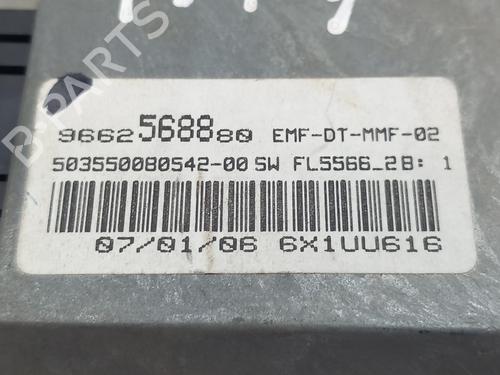 9662568880 EMF-DT-MMF-02
503550080542-00 SW FL5566_2B: 1
07/01/06 6X1UU616
B-PARTS